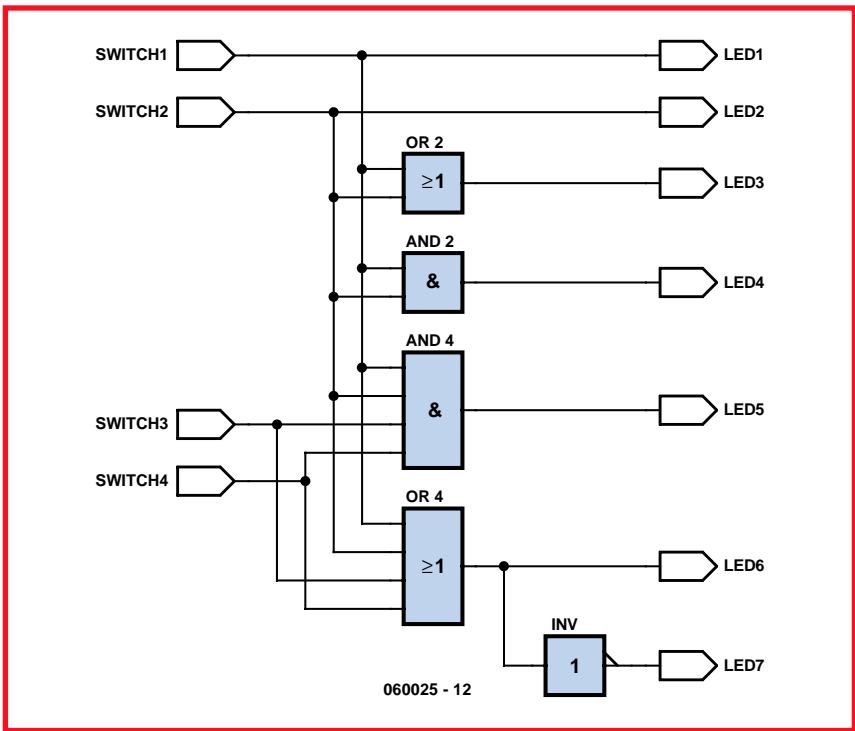 SWITCH1
LED1
SWITCH2
LED2
OR 2
≥1
LED3
AND 2
&
LED4
AND 4
&
LED5
SWITCH3
SWITCH4
OR 4
≥1
LED6
INV
1
LED7
060025 - 12